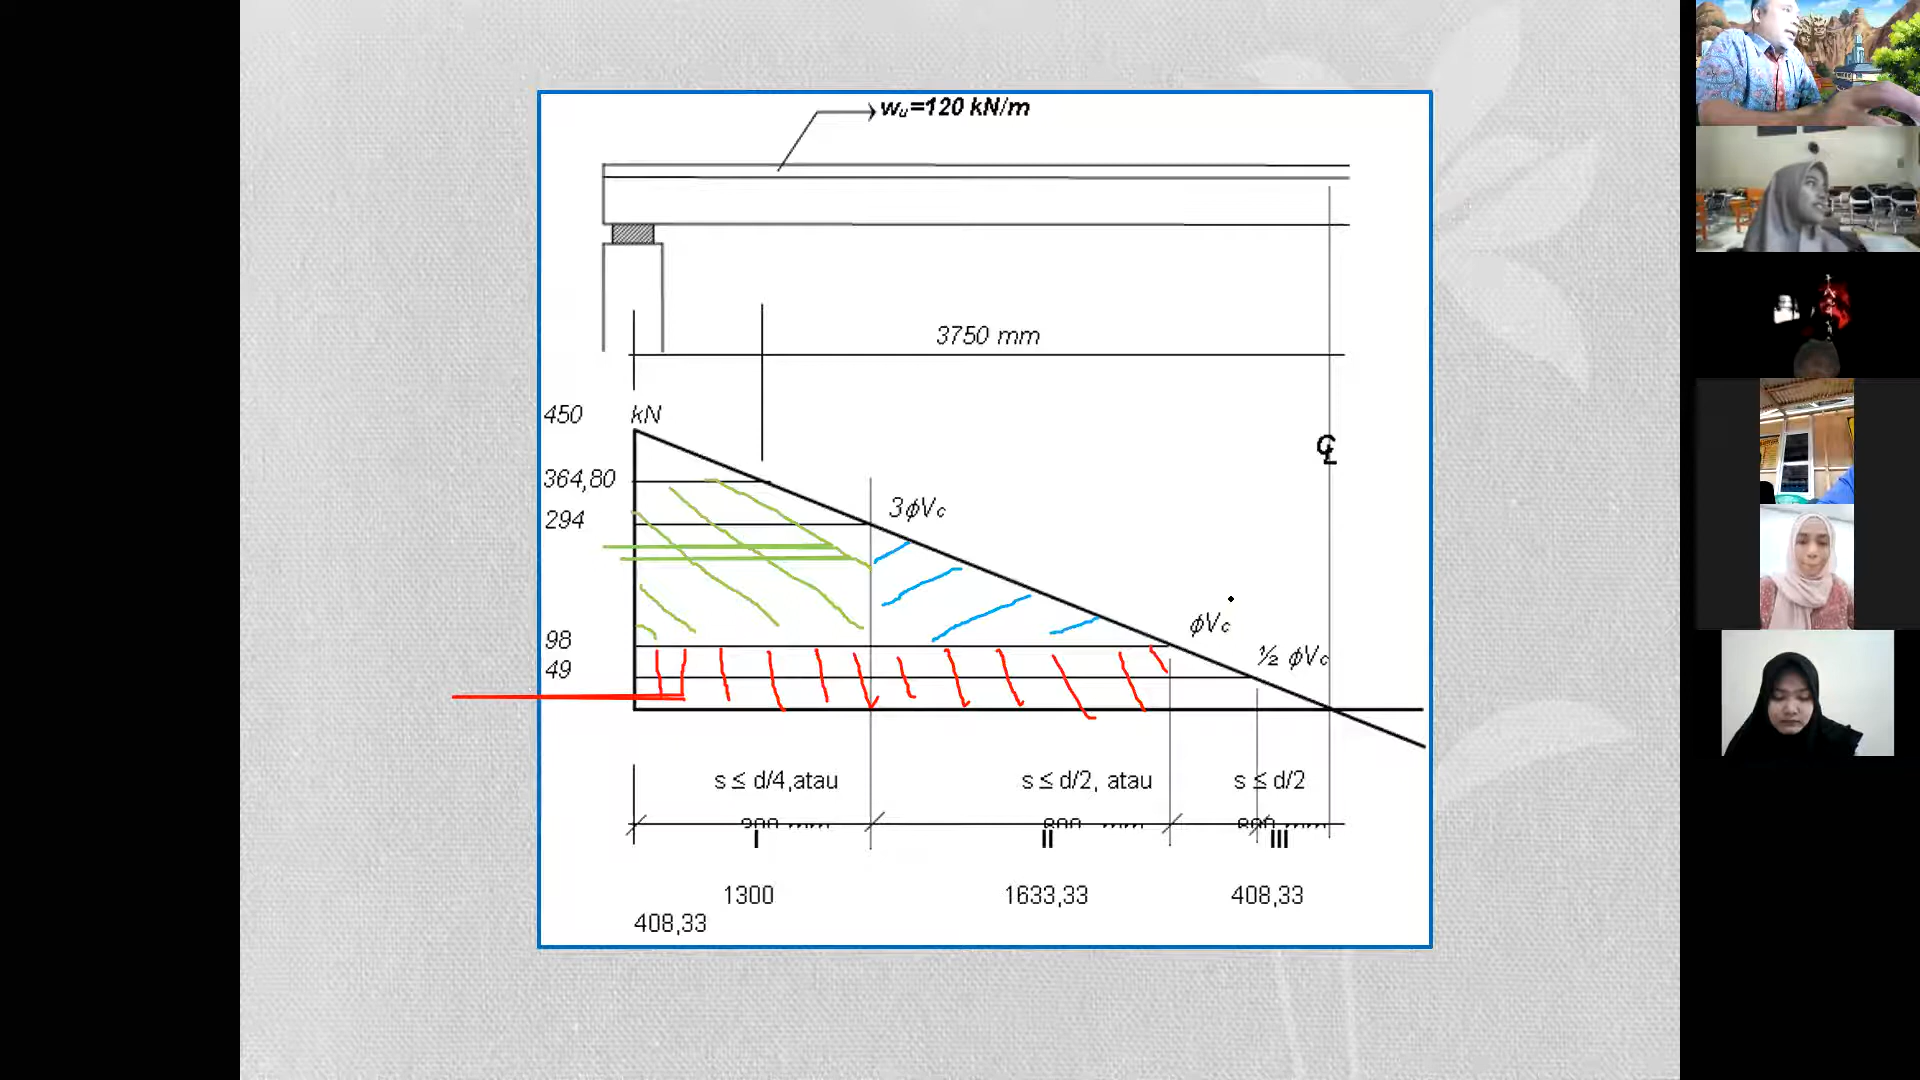 wᵤ=120 kN/m
3750 mm
450 kN
℄
364,80
3ϕVc
294
ϕVc
98
½ ϕVc
49
s ≤ d/4,atau s ≤ d/2, atau s ≤ d/2
I II III
1300 1633,33 408,33
408,33